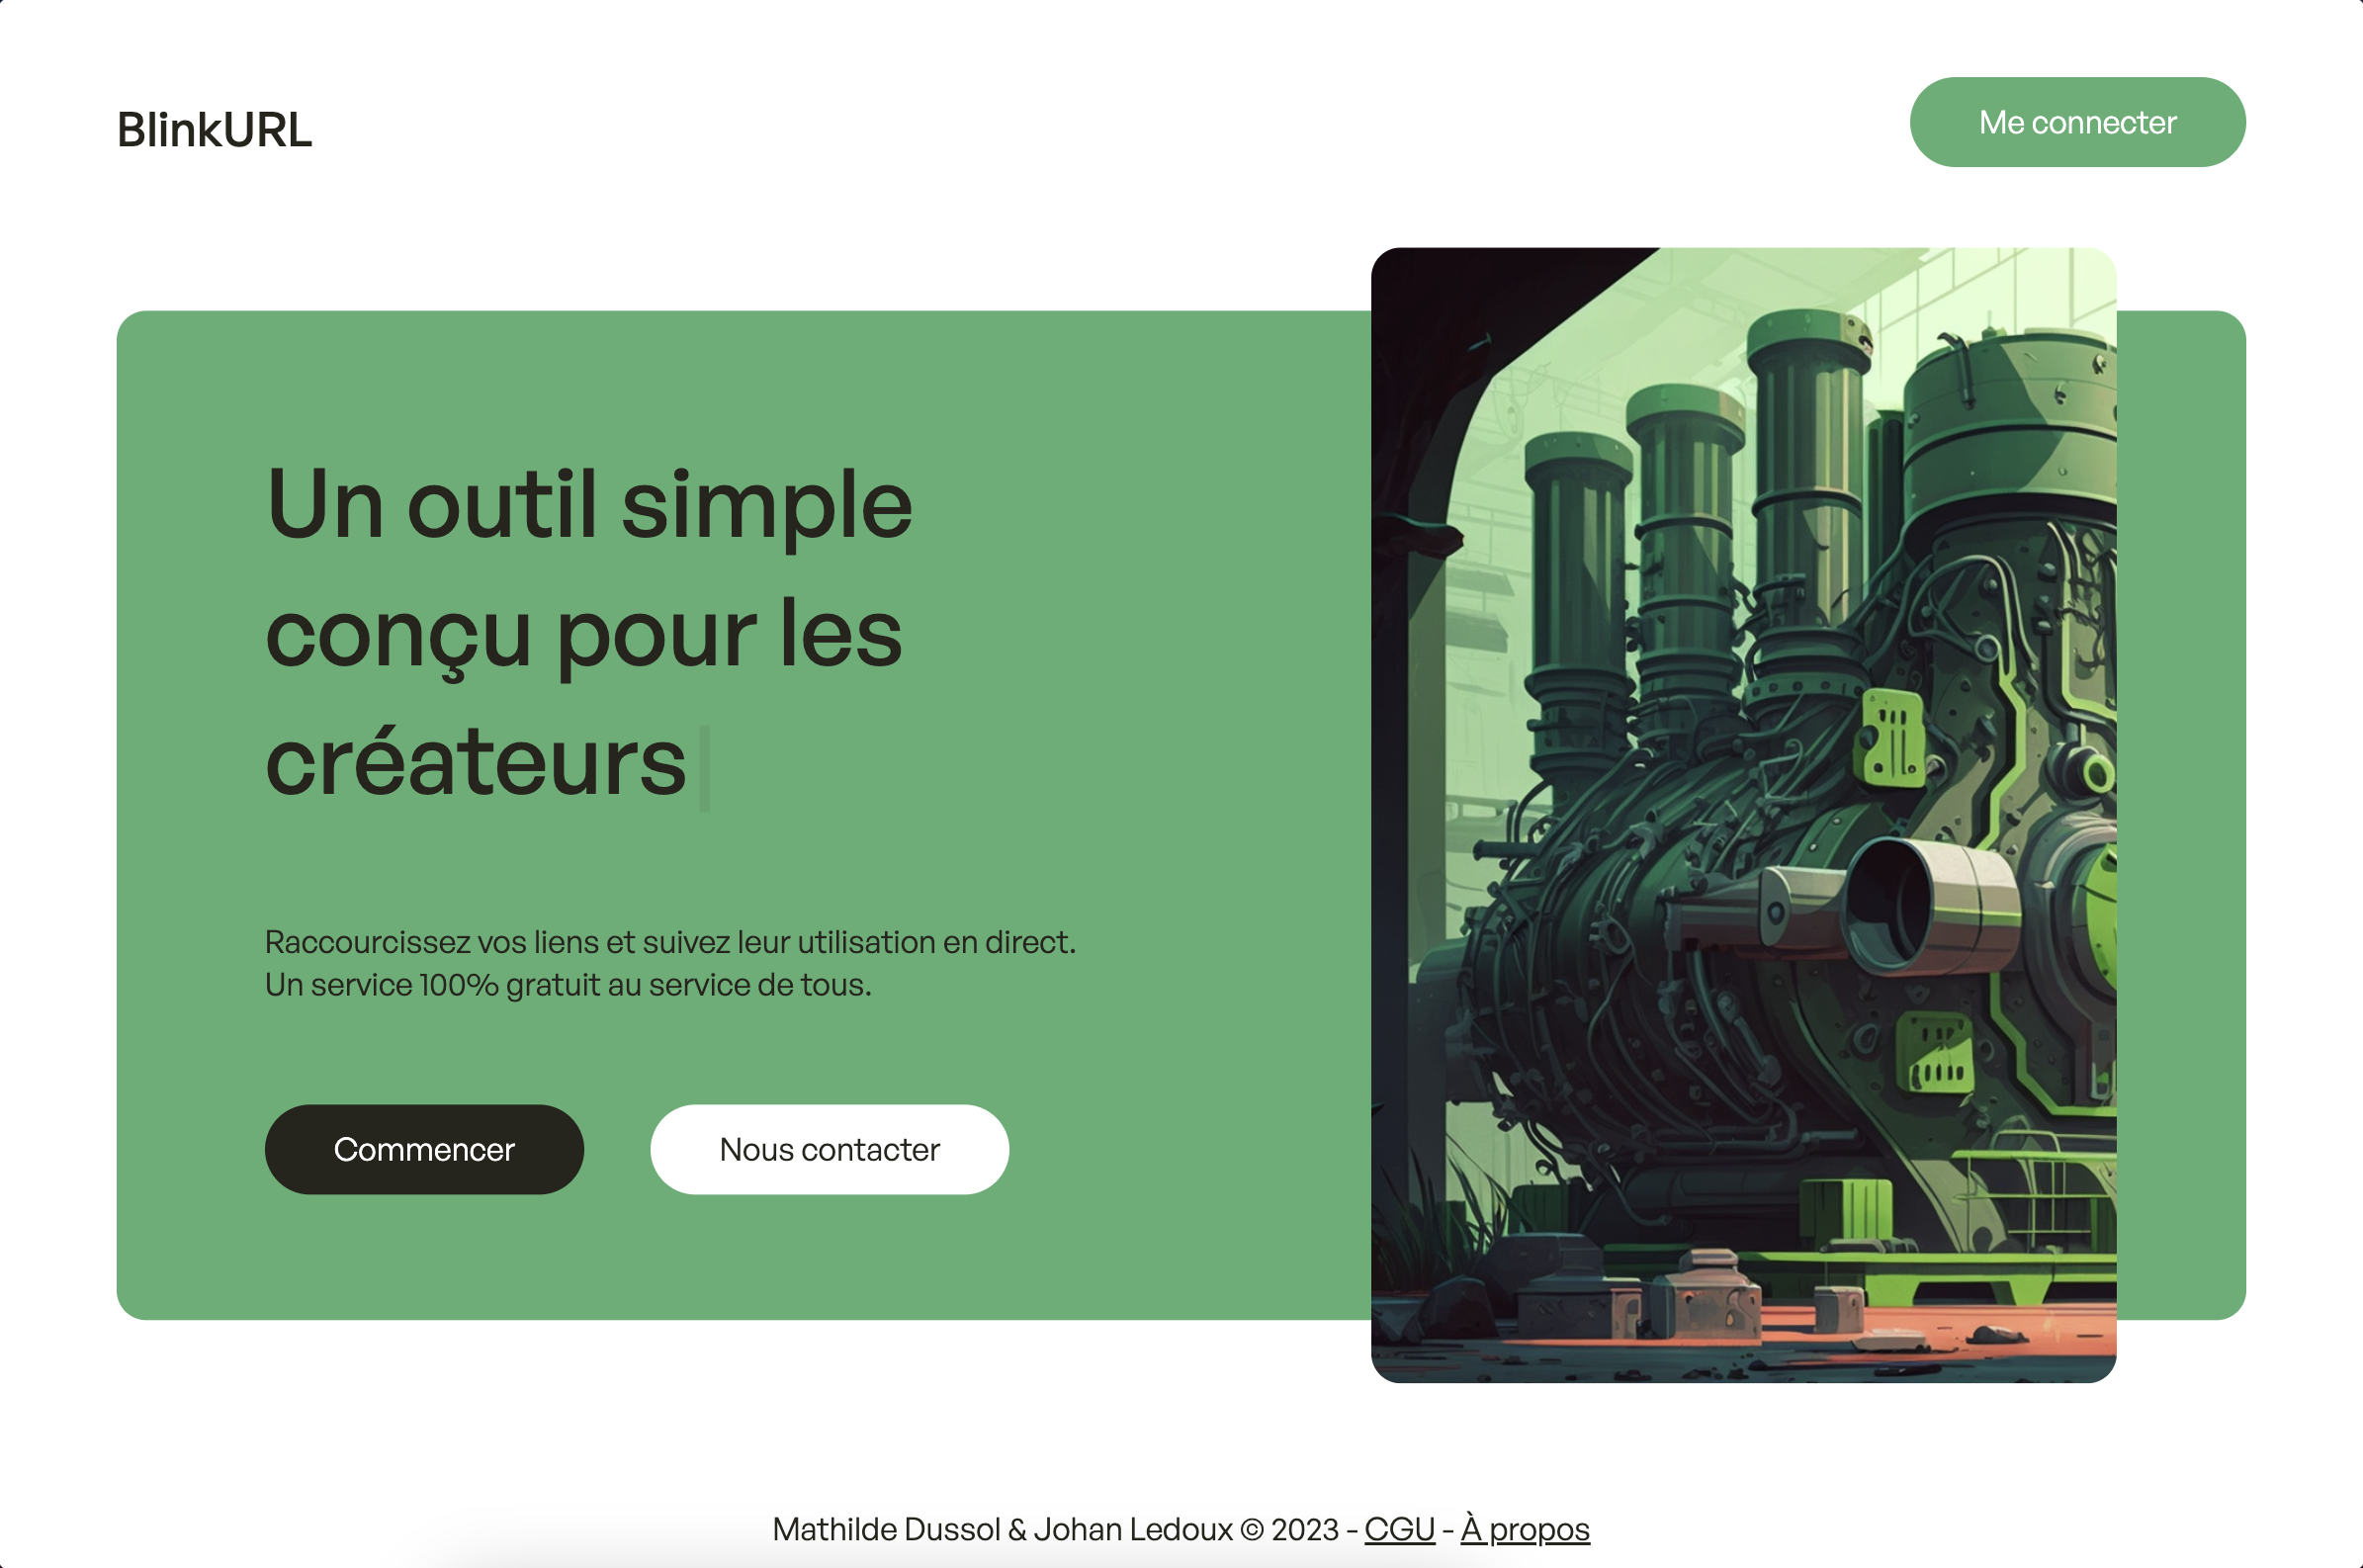 BlinkURL
Me connecter
Un outil simple
conçu pour les
créateurs
Raccourcissez vos liens et suivez leur utilisation en direct.
Un service 100% gratuit au service de tous.
Commencer
Nous contacter
Mathilde Dussol & Johan Ledoux © 2023 - CGU - À propos